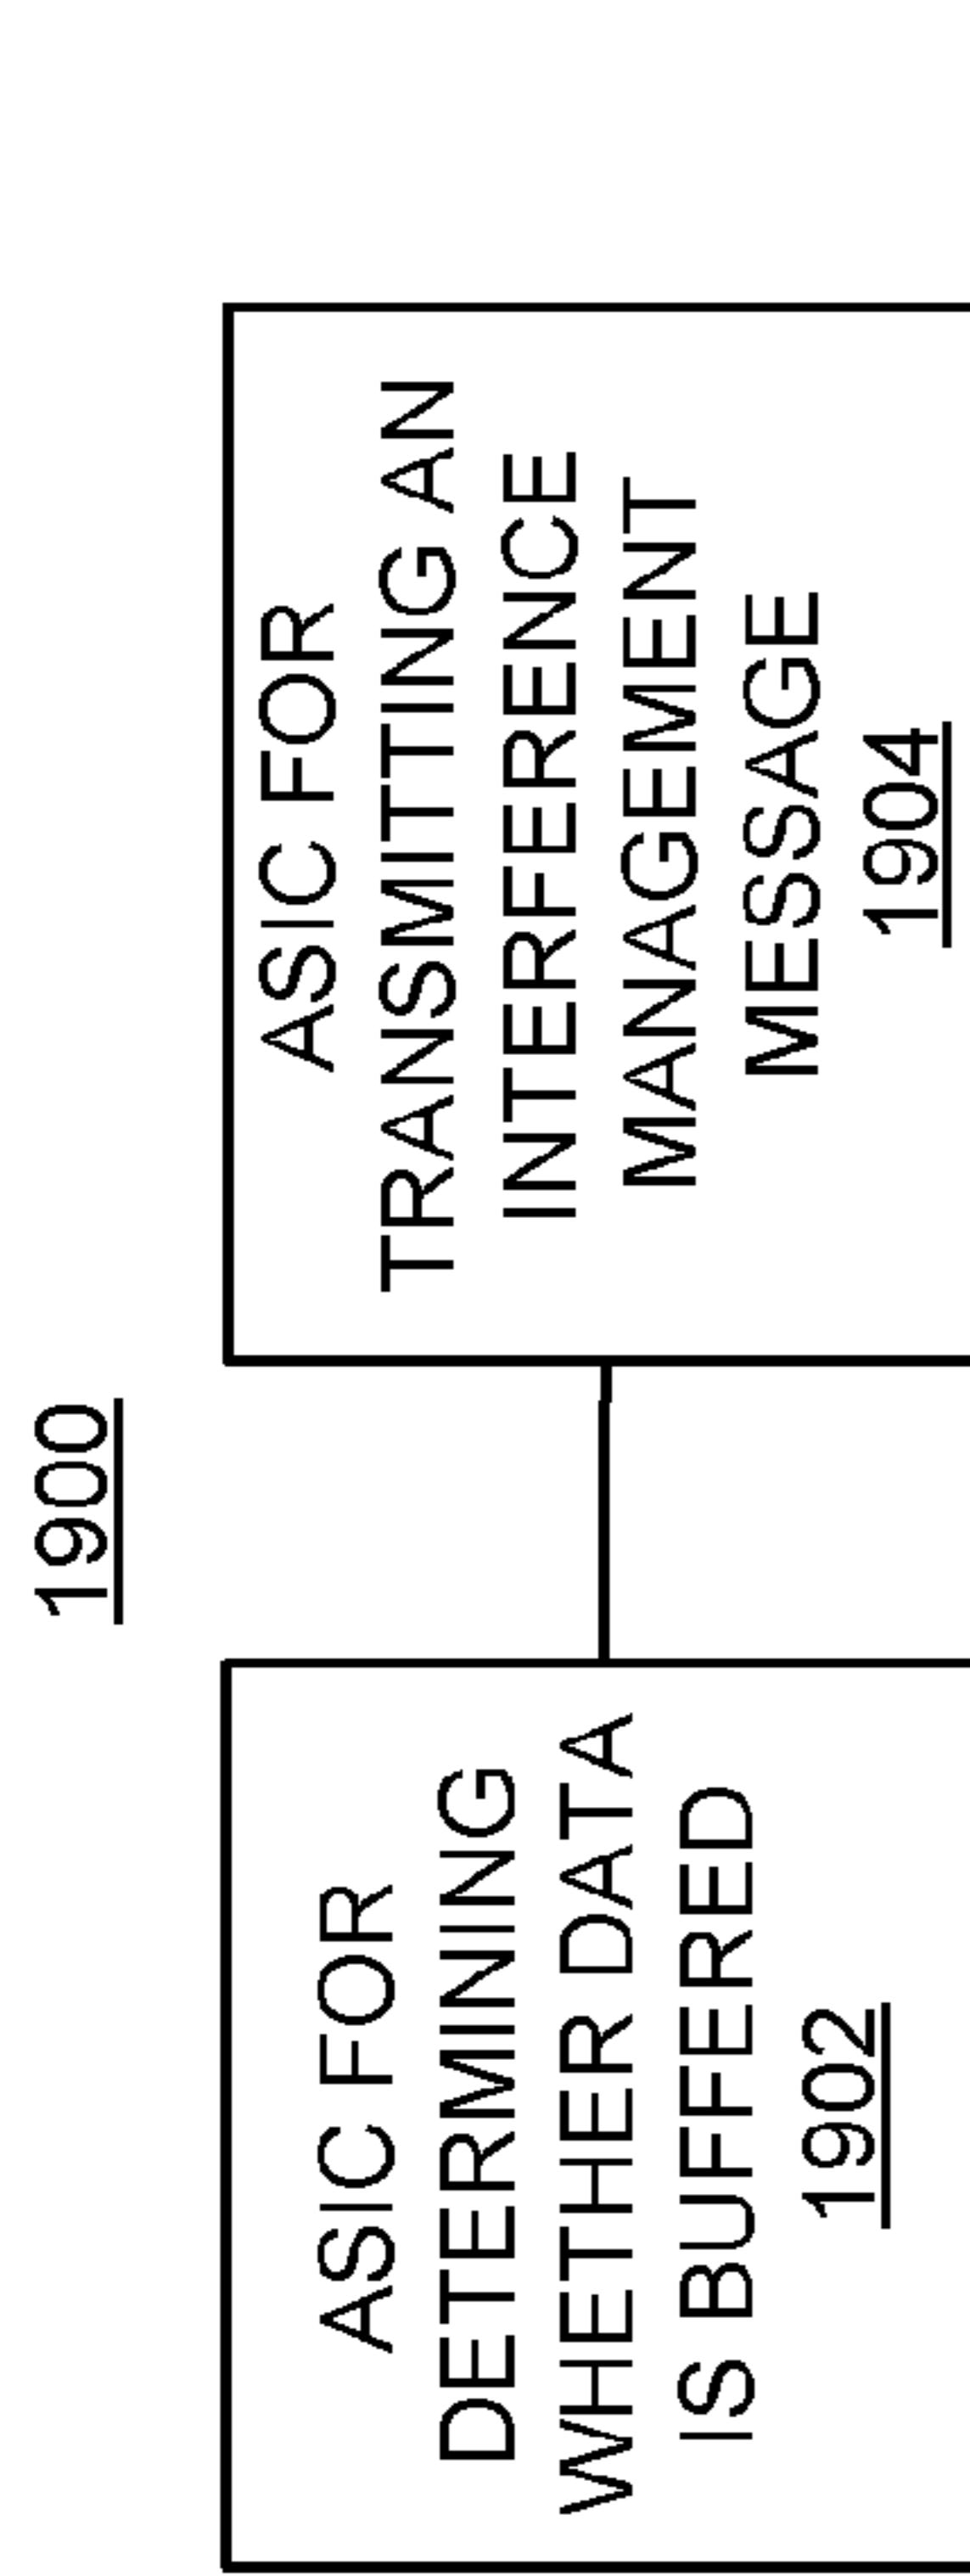 1900
ASIC FOR
DETERMINING
WHETHER DATA
IS BUFFERED
1902
ASIC FOR
TRANSMITTING AN
INTERFERENCE
MANAGEMENT
MESSAGE
1904